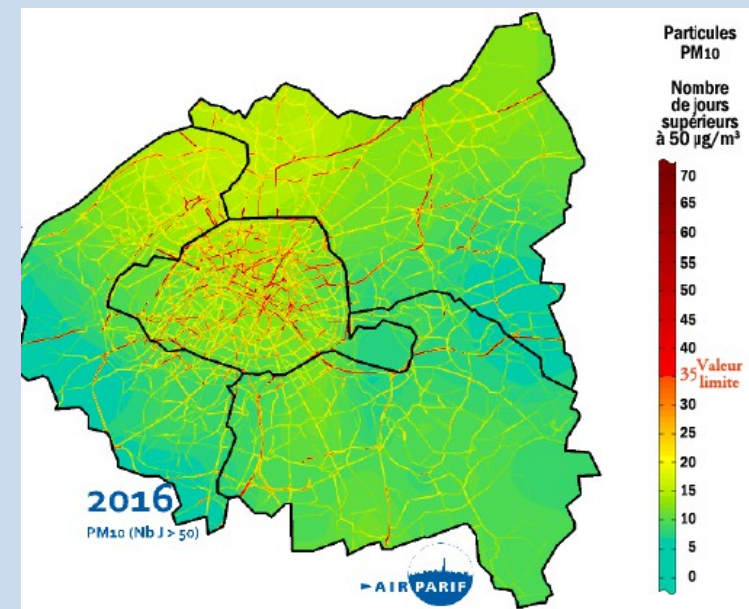 Particules
PM10
Nombre
de jours
supérieurs
à 50 µg/m³
70
65
60
55
50
45
40
35 Valeur
limite
30
25
20
15
10
5
0
2016
PM10 (Nb J > 50)
AIRPARIF